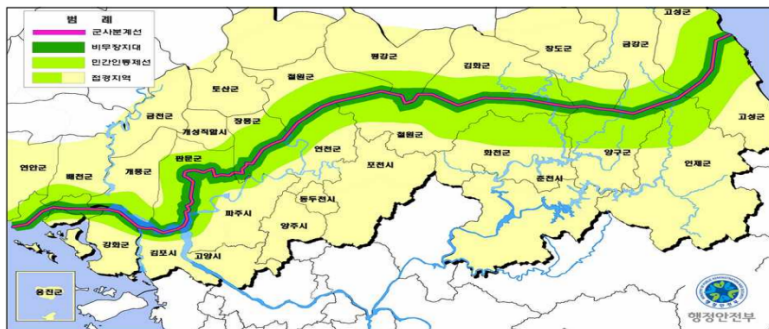 범 례
군사분계선
비무장지대
민간인통제선
접경지역
고성군
장도군
금강군
평강군
김화군
철원군
토산군
금천군
장풍군
개성직할시
연천군
철원군
고성군
판문군
개풍군
연안군
배천군
화천군
양구군
인제군
포천시
춘천시
동두천시
파주시
양주시
강화군
김포시
고양시
옹진군
행정안전부